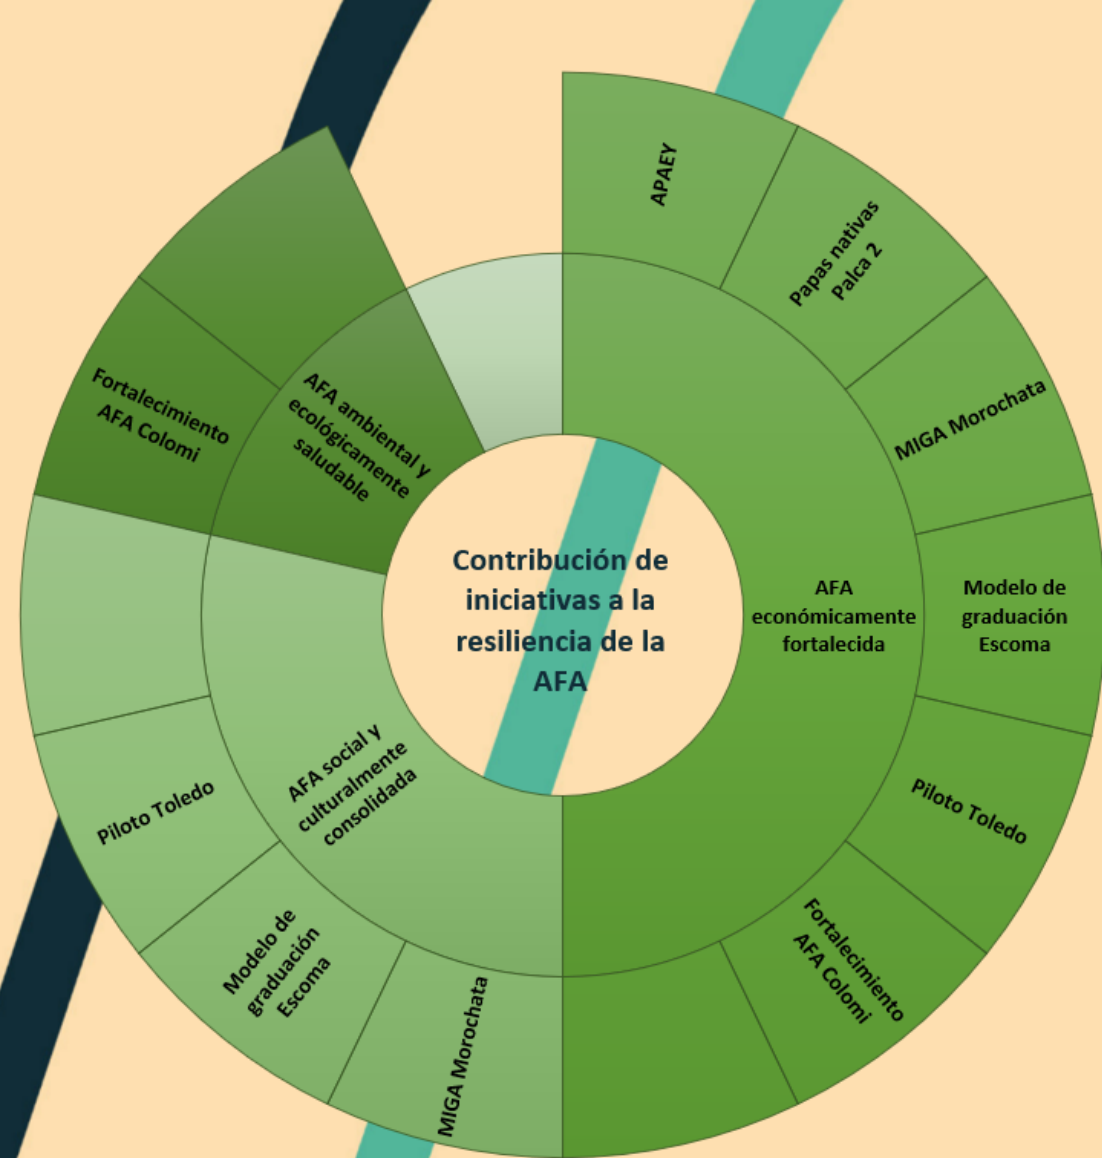 Contribución de
iniciativas a la
resiliencia de la
AFA
AFA
económicamente
fortalecida
APAEY
Papas nativas
Palca 2
MIGA Morochata
Modelo de
graduación
Escoma
Piloto Toledo
Fortalecimiento
AFA Colomi
AFA social y
culturalmente
consolidada
MIGA Morochata
Modelo de
graduación
Escoma
Piloto Toledo
AFA ambiental y
ecológicamente
saludable
Fortalecimiento
AFA Colomi